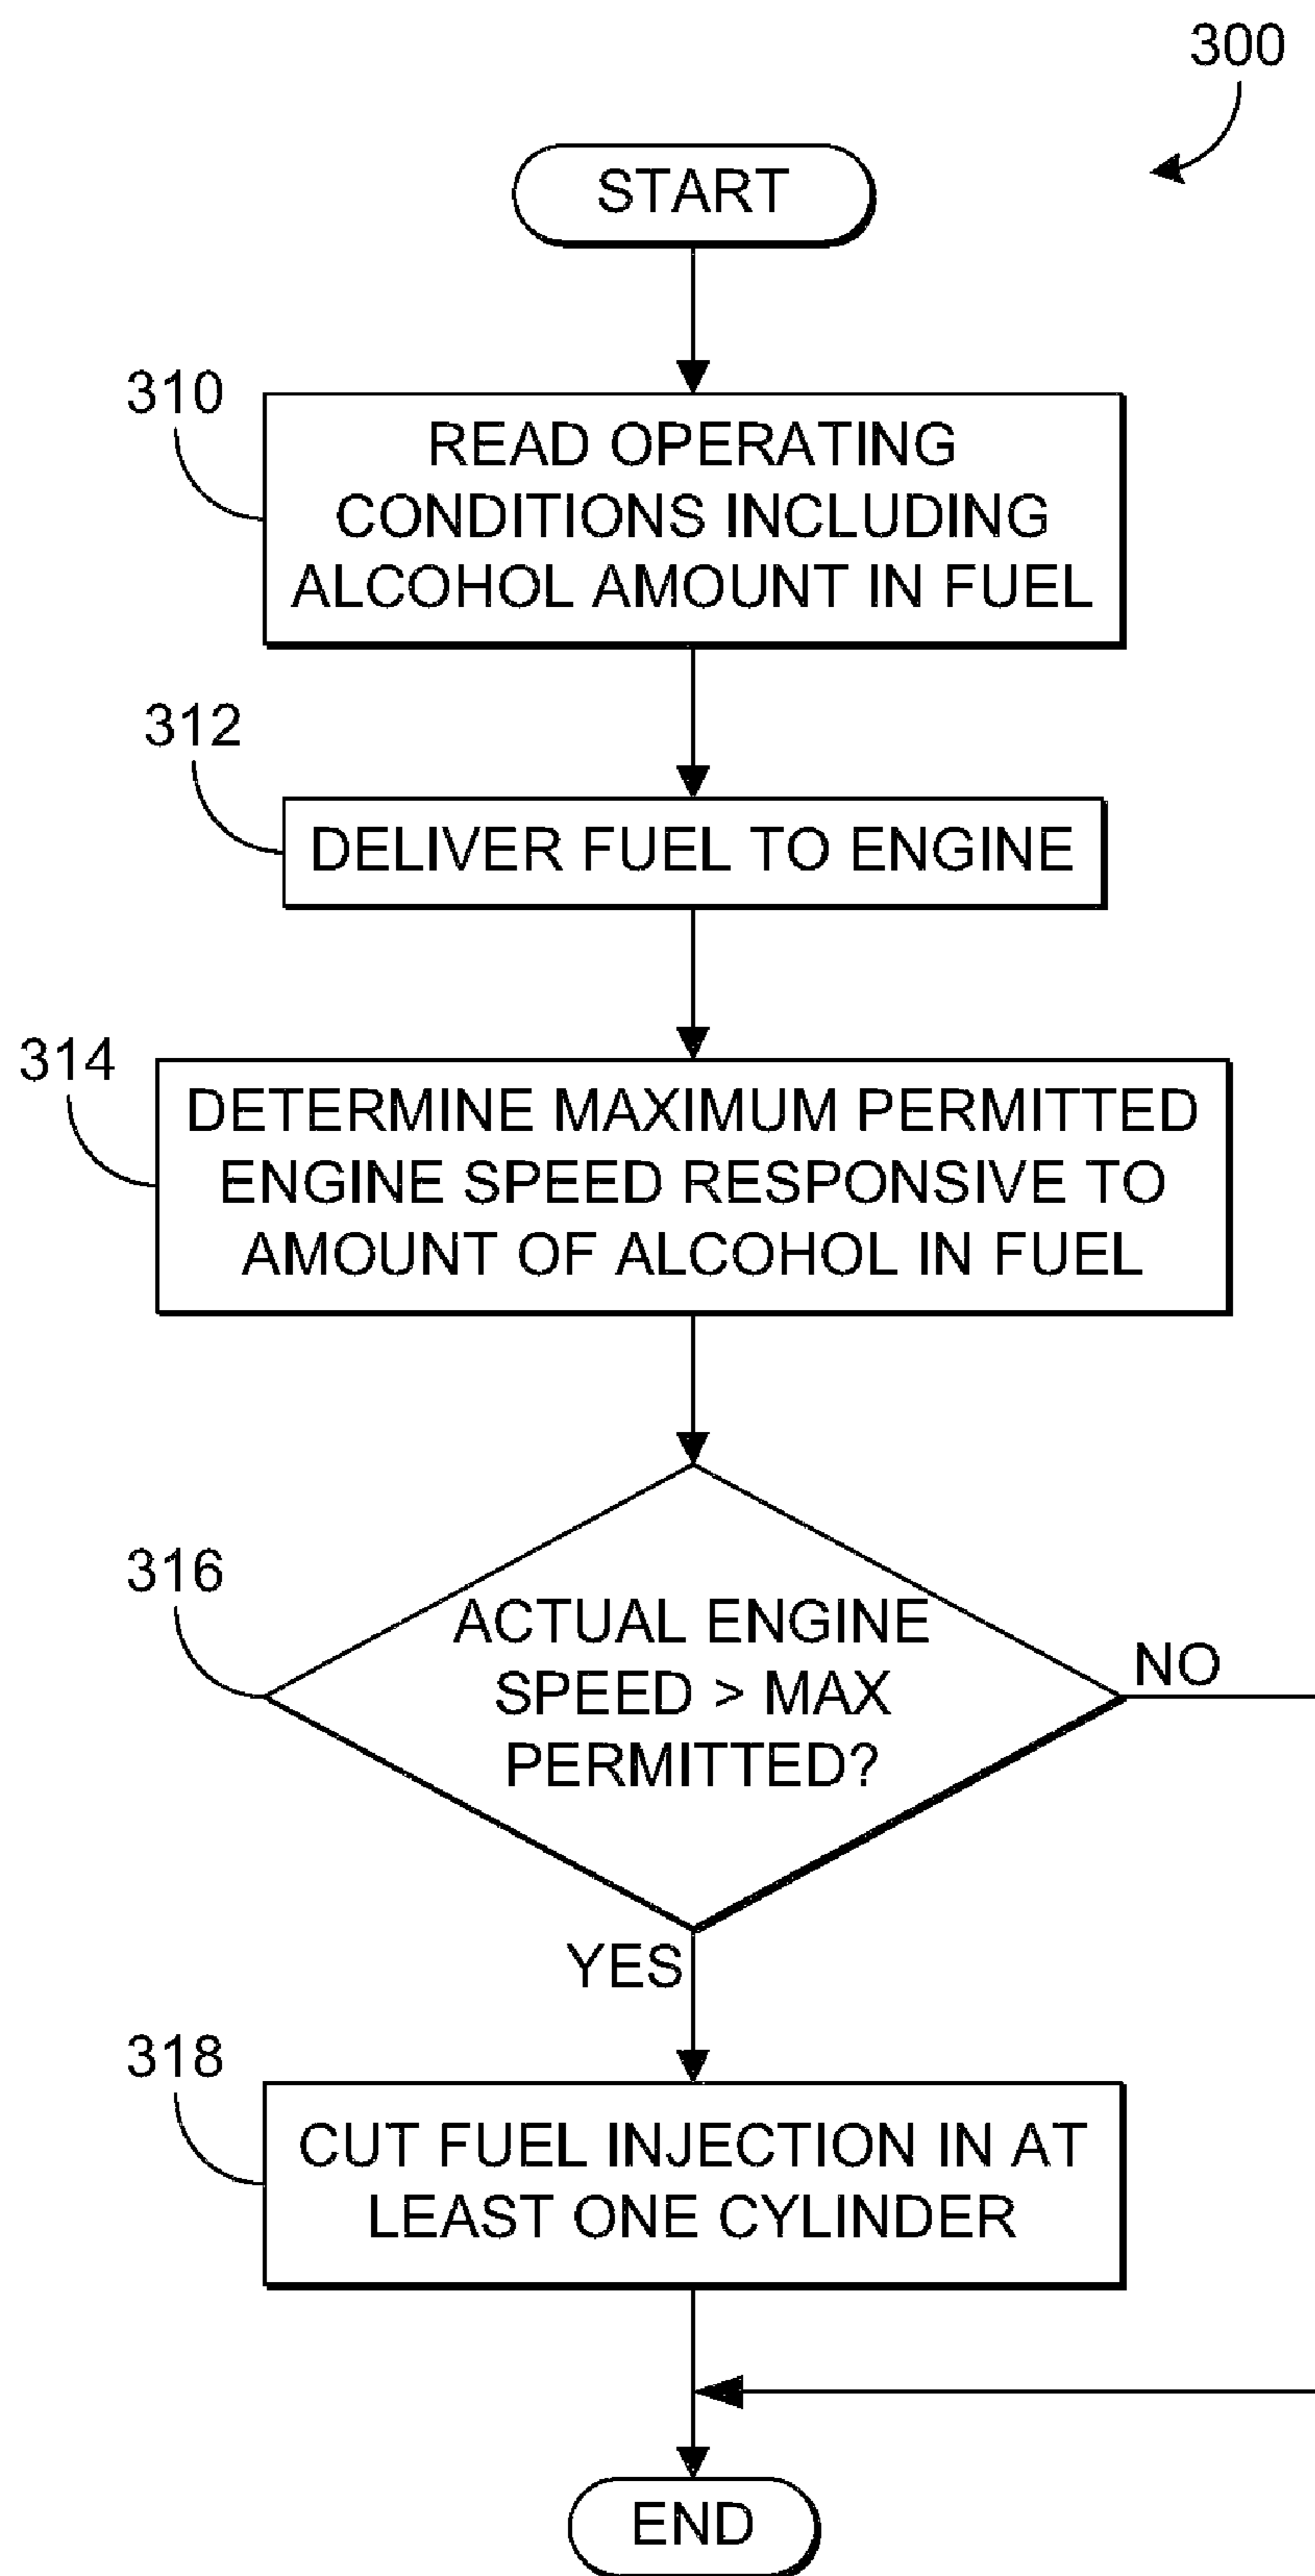 300
START
310
READ OPERATING
CONDITIONS INCLUDING
ALCOHOL AMOUNT IN FUEL
312
DELIVER FUEL TO ENGINE
314
DETERMINE MAXIMUM PERMITTED
ENGINE SPEED RESPONSIVE TO
AMOUNT OF ALCOHOL IN FUEL
316
ACTUAL ENGINE
SPEED > MAX
PERMITTED?
NO
YES
318
CUT FUEL INJECTION IN AT
LEAST ONE CYLINDER
END